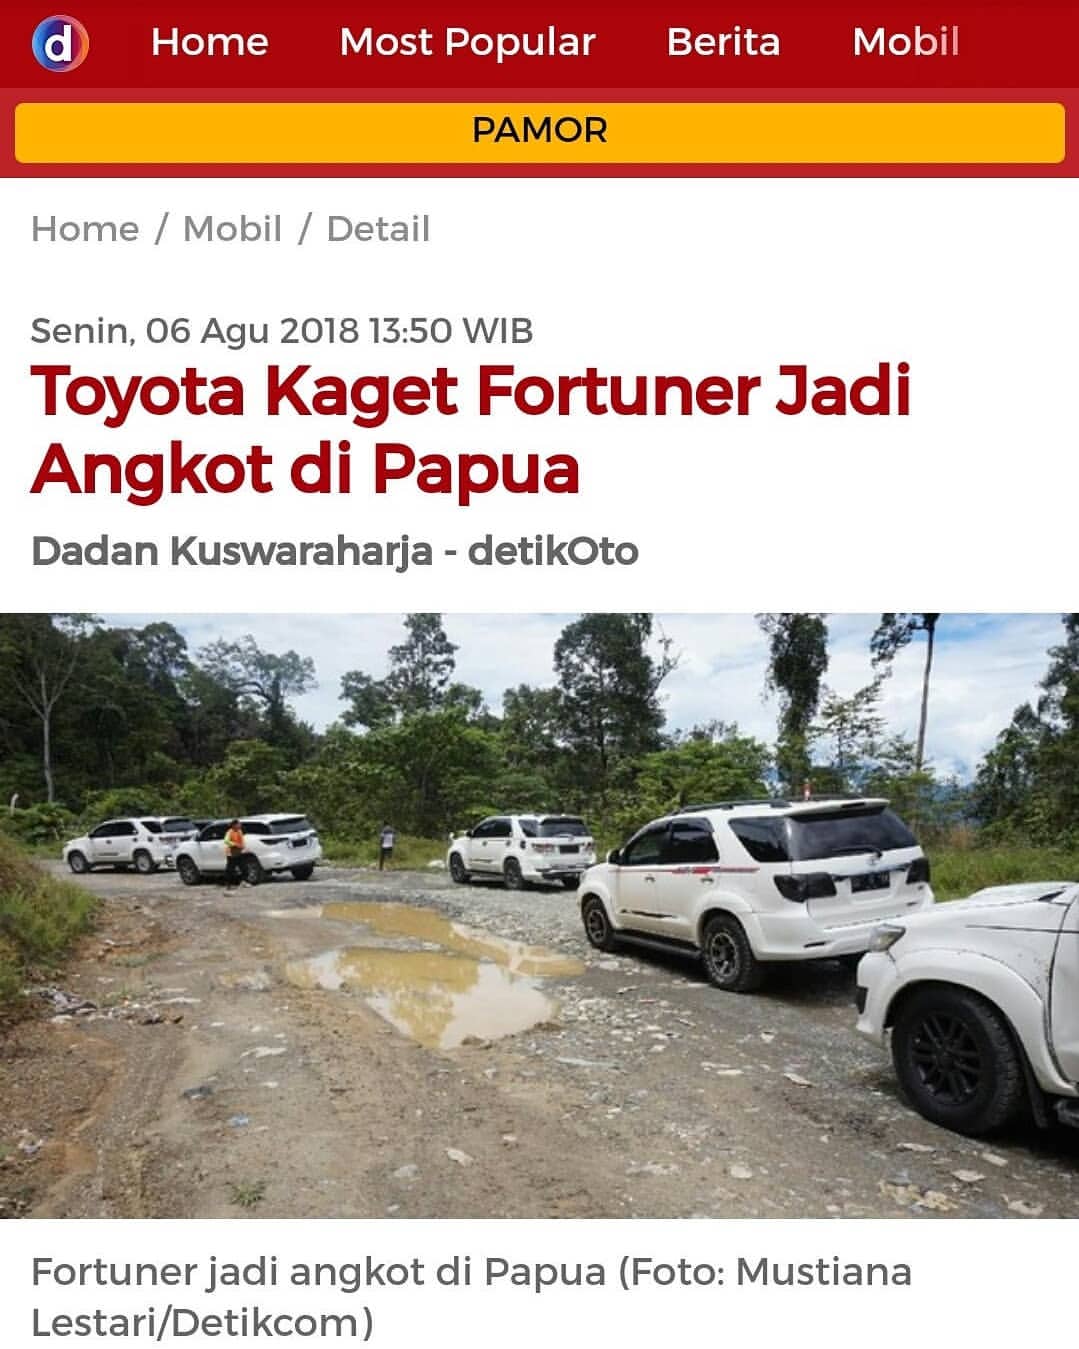 d
Home Most Popular Berita Mobil
PAMOR
Home / Mobil / Detail
Senin, 06 Agu 2018 13:50 WIB
Toyota Kaget Fortuner Jadi
Angkot di Papua
Dadan Kuswaraharja - detikOto
Fortuner jadi angkot di Papua (Foto: Mustiana
Lestari/Detikcom)